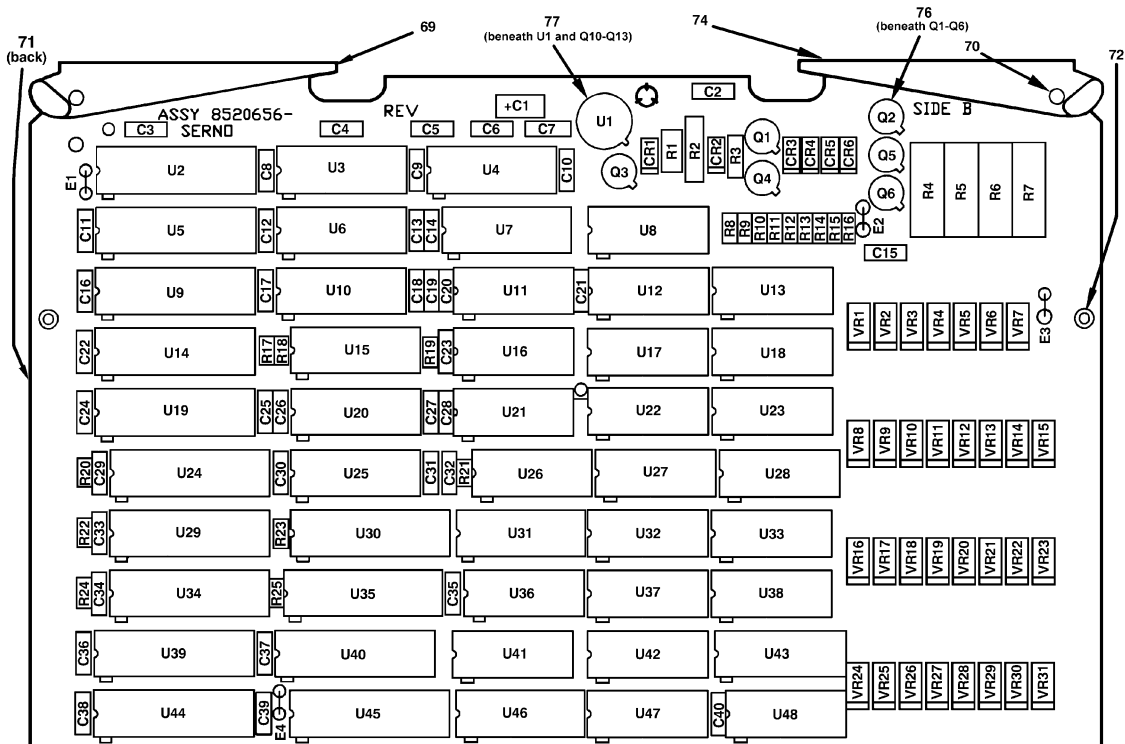 71
(back)
69
77
(beneath U1 and Q10-Q13)
74
76
(beneath Q1-Q6)
70
72
ASSY 8520656-
SERNO
REV
SIDE B
+C1
C2
C3
C4
C5
C6
C7
U1
Q1
Q2
E1
U2
C8
U3
C9
U4
C10
Q3
CR1
R1
R2
CR2
R3
Q4
CR3
CR4
CR5
CR6
Q5
Q6
R4
R5
R6
R7
C11
U5
C12
U6
C13
C14
U7
U8
R8
R9
R10
R11
R12
R13
R14
R15
R16
E2
C15
C16
U9
C17
U10
C18
C19
C20
U11
C21
U12
U13
VR1
VR2
VR3
VR4
VR5
VR6
VR7
E3
C22
U14
R17
R18
U15
R19
C23
U16
U17
U18
C24
U19
C25
C26
U20
C27
C28
U21
U22
U23
VR8
VR9
VR10
VR11
VR12
VR13
VR14
VR15
R20
C29
U24
C30
U25
C31
C32
R21
U26
U27
U28
R22
C33
U29
R23
U30
U31
U32
U33
VR16
VR17
VR18
VR19
VR20
VR21
VR22
VR23
R24
C34
U34
R25
U35
C35
U36
U37
U38
C36
U39
C37
U40
U41
U42
U43
VR24
VR25
VR26
VR27
VR28
VR29
VR30
VR31
C38
U44
C39
E4
U45
U46
U47
C40
U48